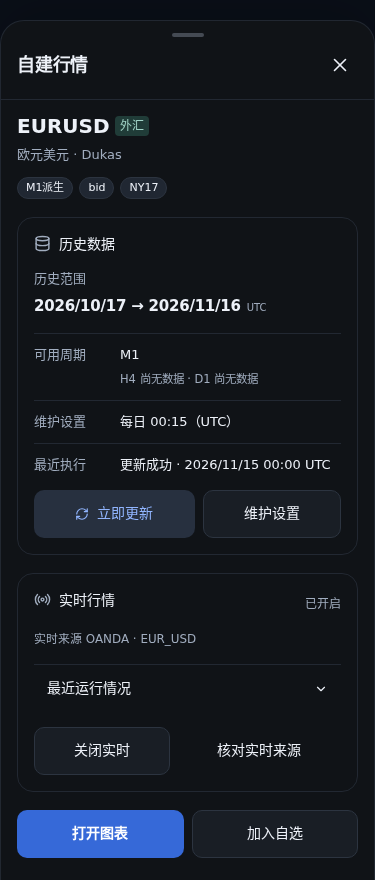 自建行情
EURUSD 外汇
欧元美元 · Dukas
M1派生 bid NY17
历史数据
历史范围
2026/10/17 → 2026/11/16 UTC
可用周期 M1
H4 尚无数据 · D1 尚无数据
维护设置 每日 00:15（UTC）
最近执行 更新成功 · 2026/11/15 00:00 UTC
立即更新 维护设置
实时行情 已开启
实时来源 OANDA · EUR_USD
最近运行情况
关闭实时 核对实时来源
打开图表 加入自选